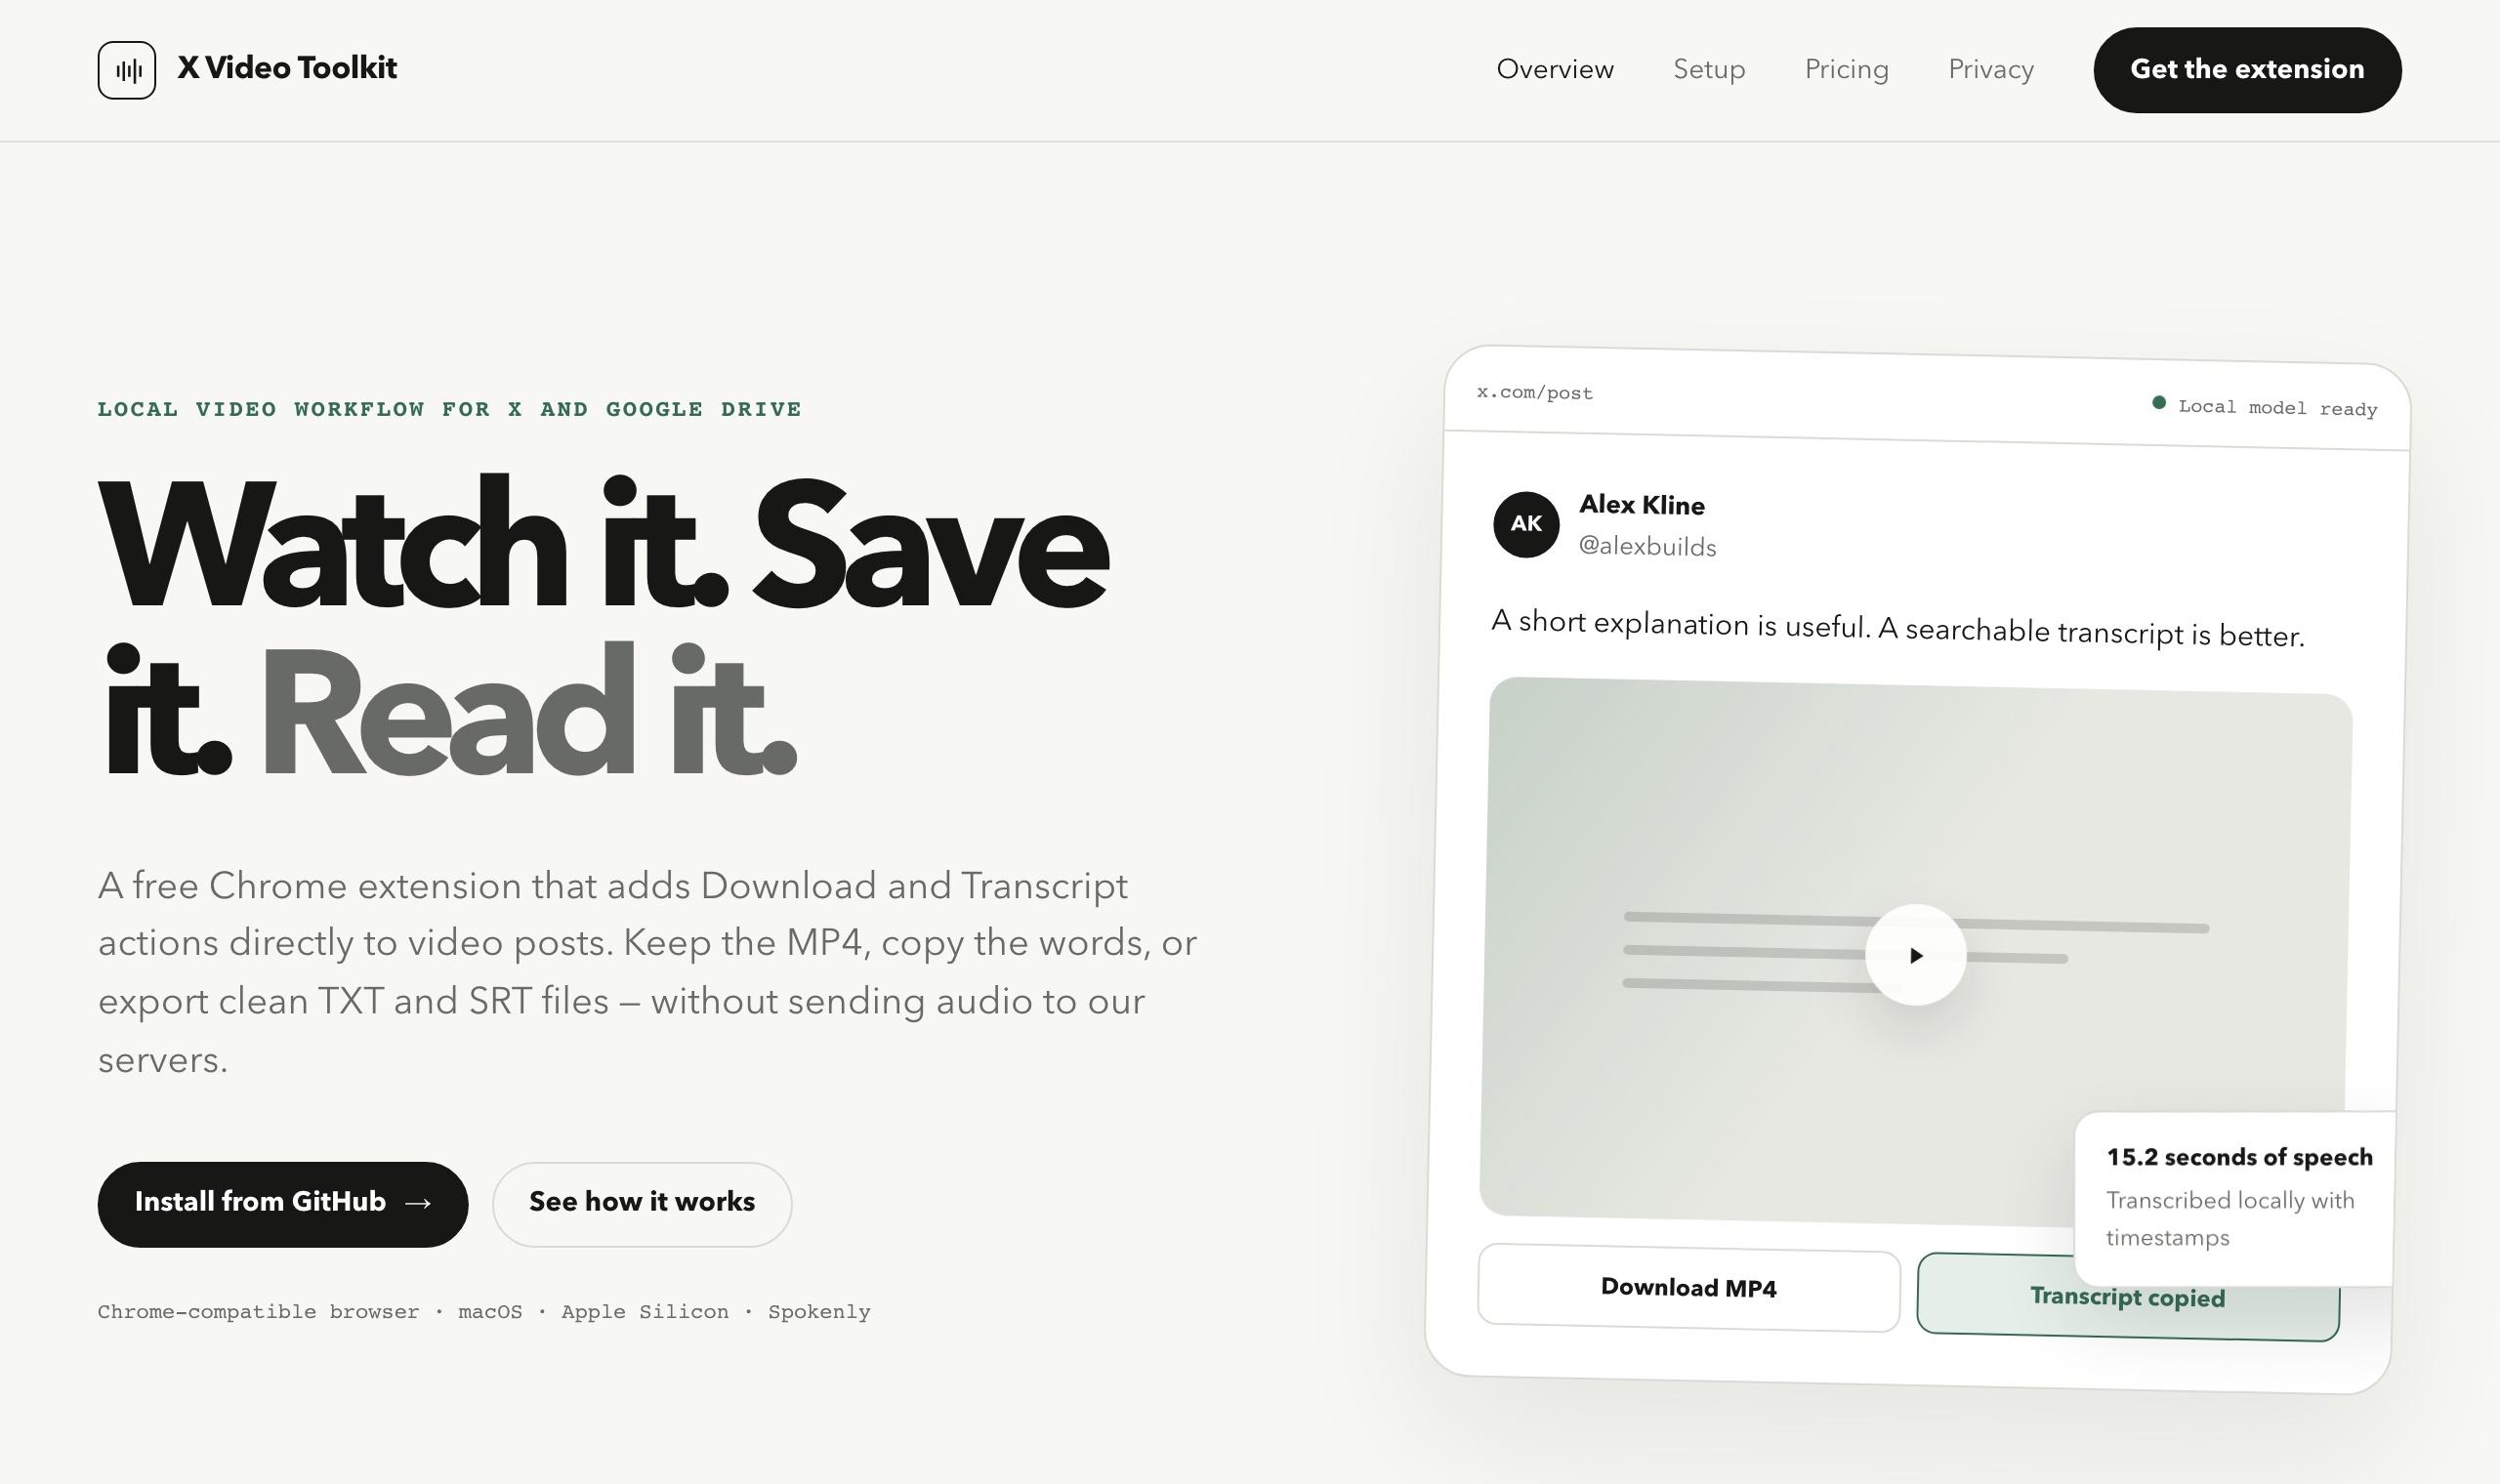 X Video Toolkit
Overview
Setup
Pricing
Privacy
Get the extension
LOCAL VIDEO WORKFLOW FOR X AND GOOGLE DRIVE
Watch it. Save
it. Read it.
A free Chrome extension that adds Download and Transcript
actions directly to video posts. Keep the MP4, copy the words, or
export clean TXT and SRT files – without sending audio to our
servers.
Install from GitHub →
See how it works
Chrome-compatible browser · macOS · Apple Silicon · Spokenly
x.com/post
Local model ready
AK
Alex Kline
@alexbuilds
A short explanation is useful. A searchable transcript is better.
15.2 seconds of speech
Transcribed locally with
timestamps
Download MP4
Transcript copied